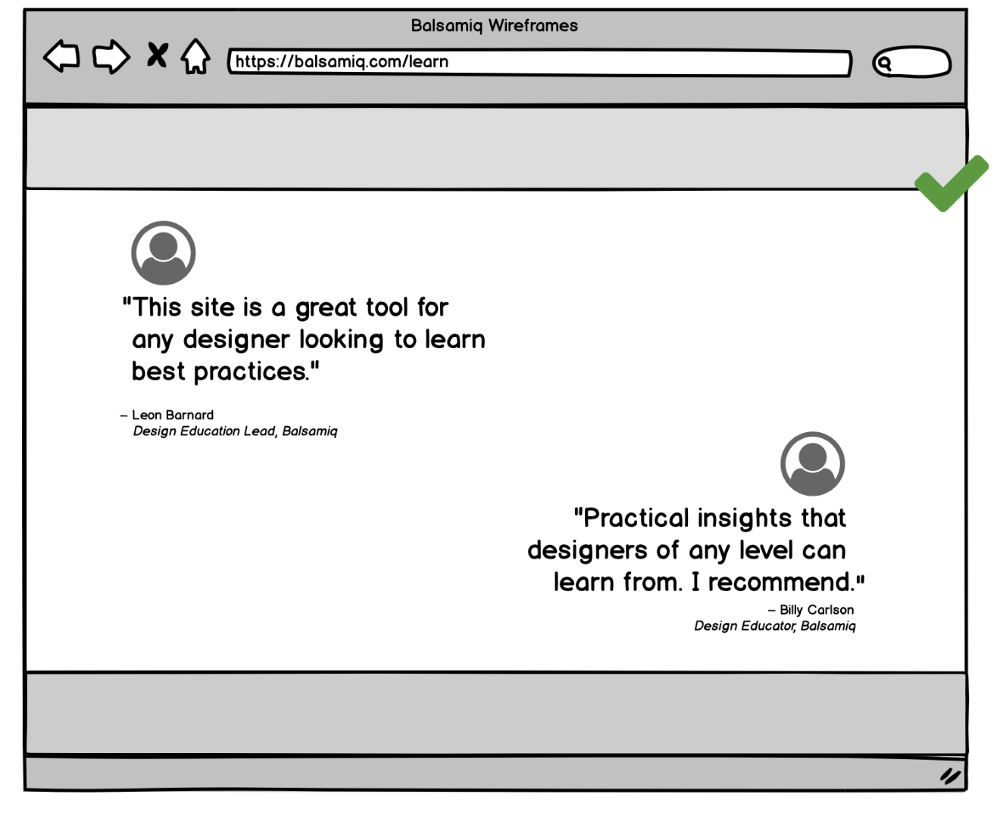 Balsamiq Wireframes
https://balsamiq.com/learn
"This site is a great tool for
any designer looking to learn
best practices."
– Leon Barnard
Design Education Lead, Balsamiq
"Practical insights that
designers of any level can
learn from. I recommend."
– Billy Carlson
Design Educator, Balsamiq